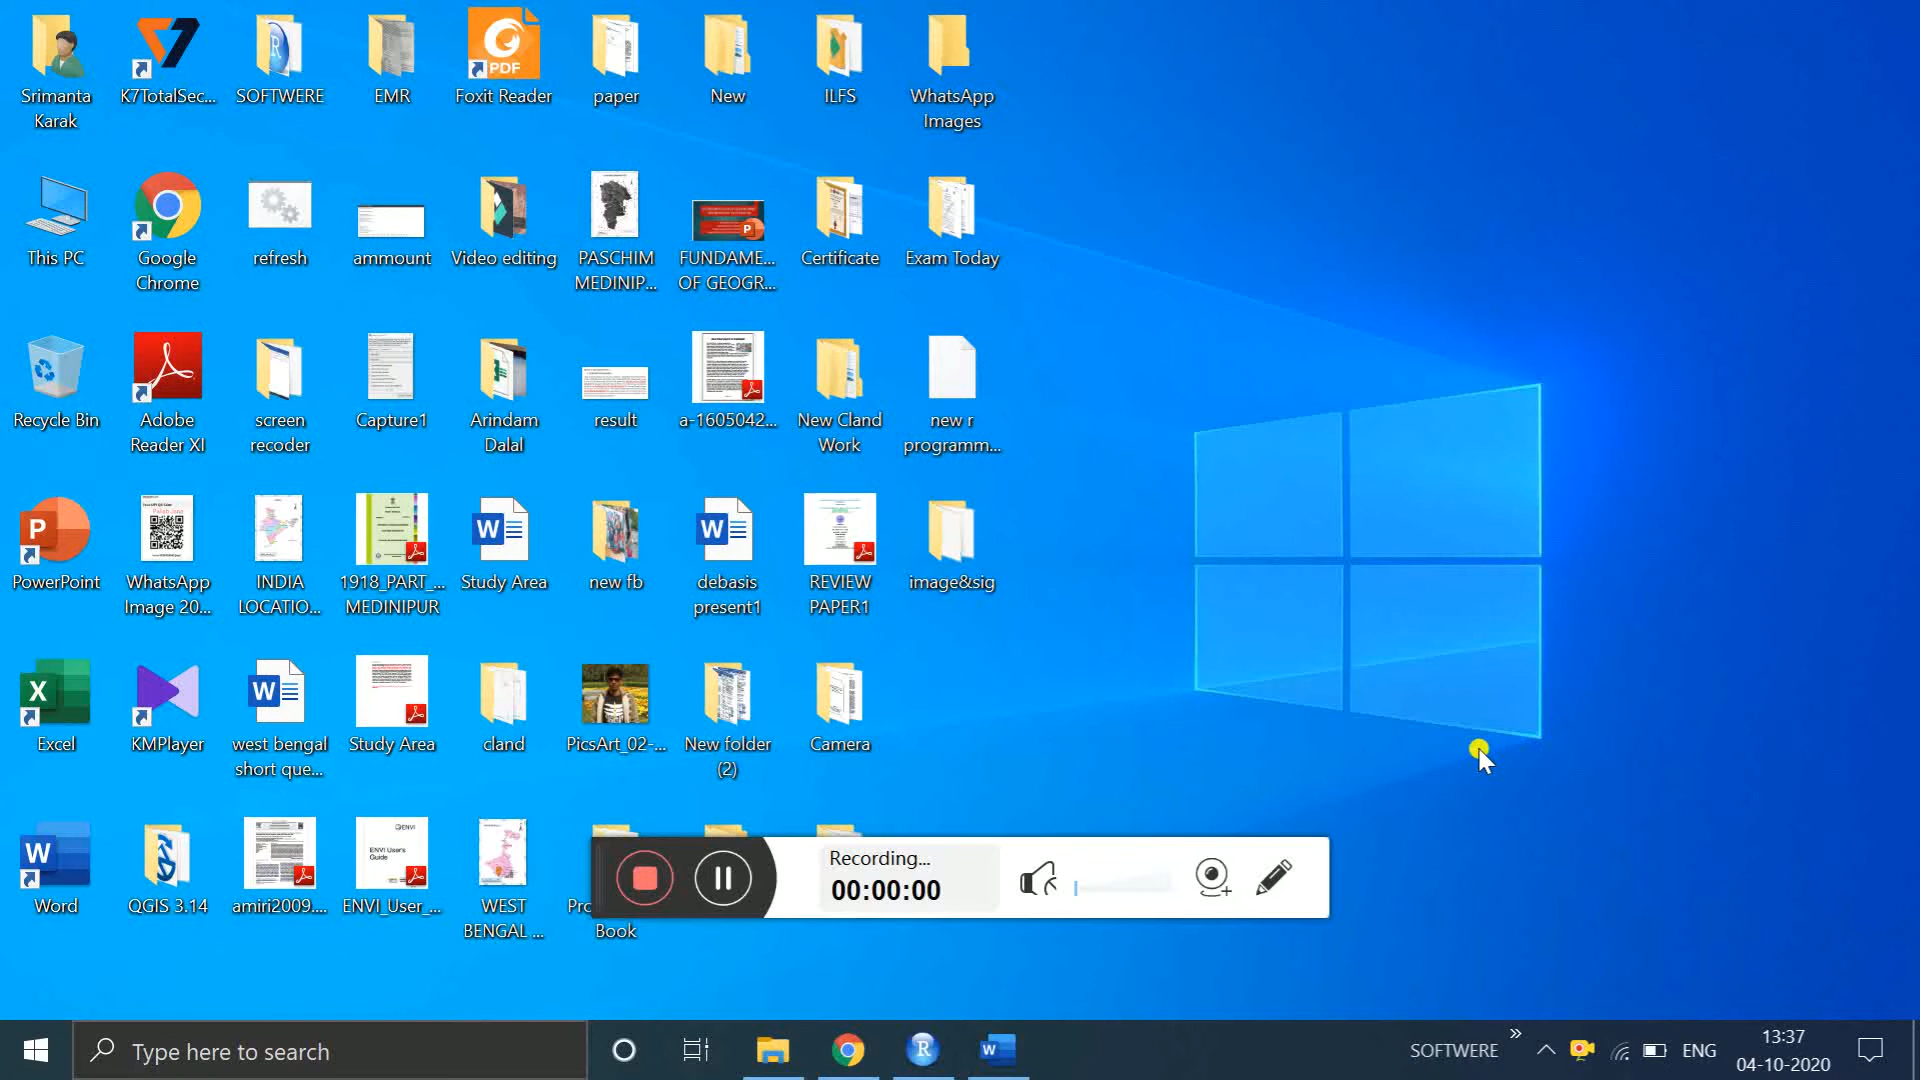 Srimanta
Karak
K7TotalSec...
SOFTWERE
EMR
PDF
Foxit Reader
paper
New
ILFS
WhatsApp
Images
This PC
Google
Chrome
refresh
ammount
Video editing
PASCHIM
MEDINIP...
FUNDAME...
OF GEOGR...
Certificate
Exam Today
Recycle Bin
Adobe
Reader XI
screen
recoder
Capture1
Arindam
Dalal
result
a-1605042...
New Cland
Work
new r
programm...
PowerPoint
WhatsApp
Image 20...
INDIA
LOCATIO...
1918_PART_...
MEDINIPUR
Study Area
new fb
debasis
present1
REVIEW
PAPER1
image&sig
Excel
KMPlayer
west bengal
short que...
Study Area
cland
PicsArt_02-...
New folder
(2)
Camera
Word
QGIS 3.14
amiri2009....
ENVI User's
Guide
ENVI_User_...
WEST
BENGAL ...
Book
Recording...
00:00:00
Type here to search
SOFTWERE
ENG
13:37
04-10-2020